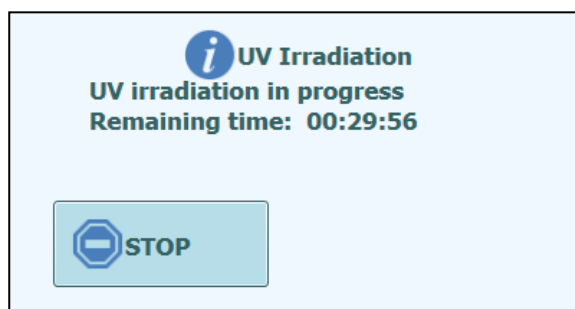 UV Irradiation
UV irradiation in progress
Remaining time: 00:29:56
STOP